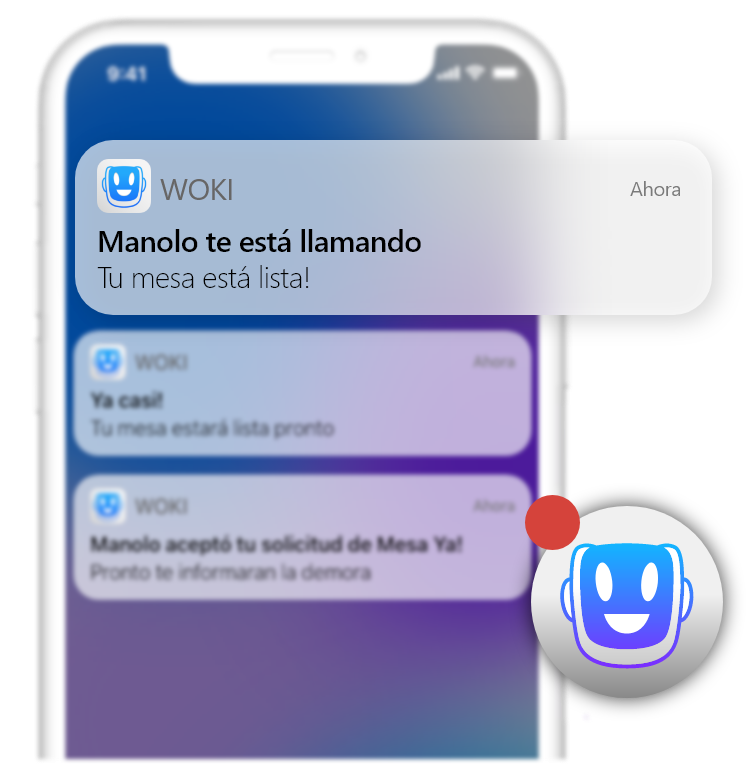 9:41
WOKI
Ahora
Manolo te está llamando
Tu mesa está lista!
WOKI
Ahora
Ya casi!
Tu mesa estará lista pronto
WOKI
Ahora
Manolo aceptó tu solicitud de Mesa Ya!
Pronto te informaran la demora